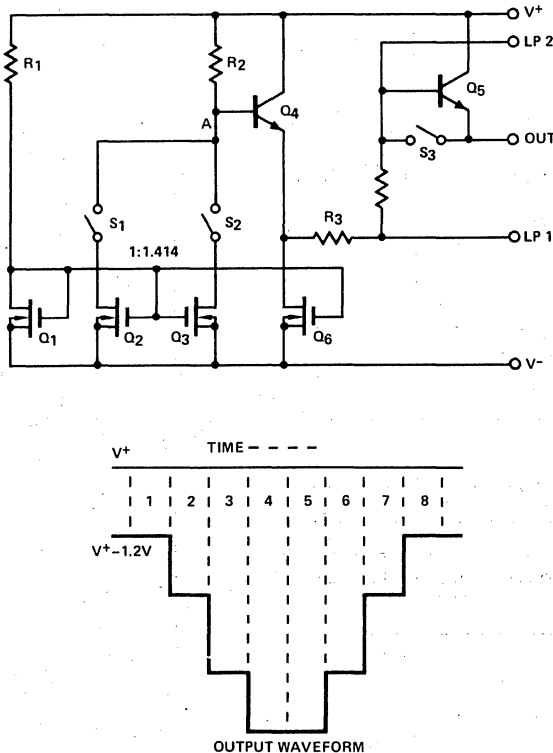 V+
LP 2
R1
R2
Q4
Q5
A
OUT
S3
S1
S2
R3
LP 1
1:1.414
Q1
Q2
Q3
Q6
V-
TIME - - - -
V+
1 2 3 4 5 6 7 8
V+-1.2V
OUTPUT WAVEFORM